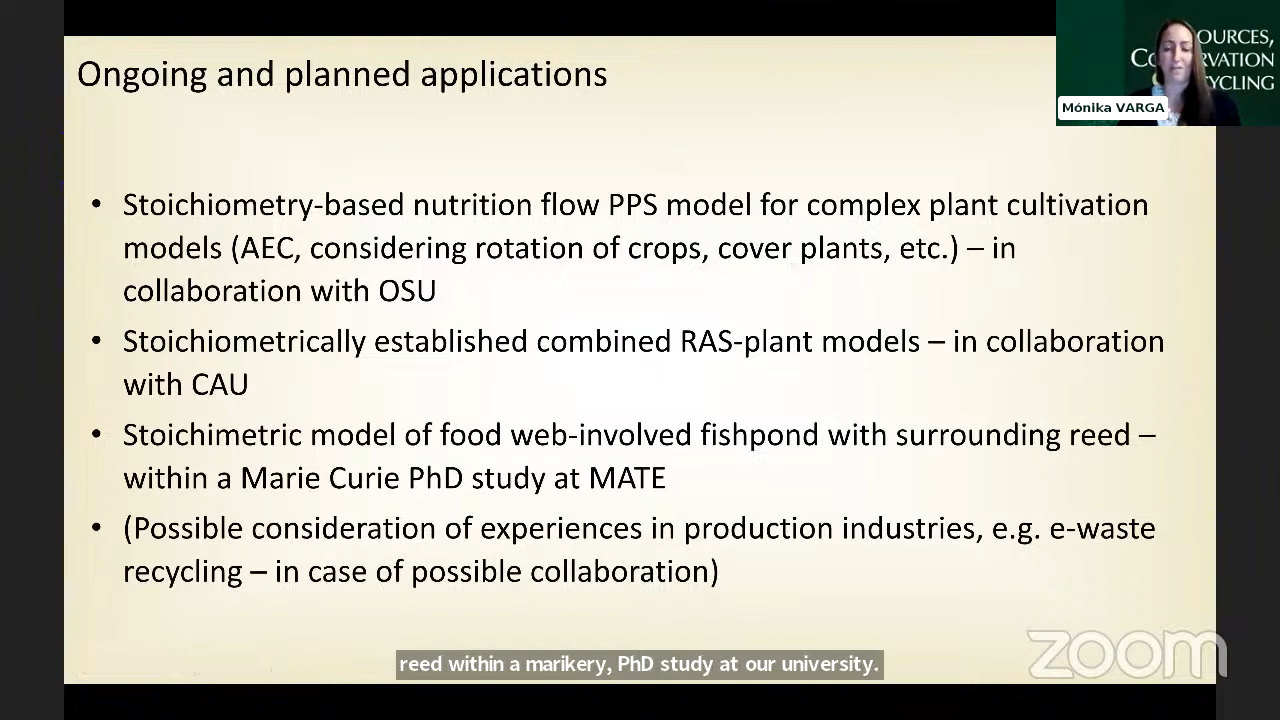 Ongoing and planned applications
OURCES,
CO
RVATION
CYCLING
Mónika VARGA
• Stoichiometry-based nutrition flow PPS model for complex plant cultivation
models (AEC, considering rotation of crops, cover plants, etc.) – in
collaboration with OSU
• Stoichiometrically established combined RAS-plant models – in collaboration
with CAU
• Stoichimetric model of food web-involved fishpond with surrounding reed –
within a Marie Curie PhD study at MATE
• (Possible consideration of experiences in production industries, e.g. e-waste
recycling – in case of possible collaboration)
reed within a marikery, PhD study at our university.
zoom